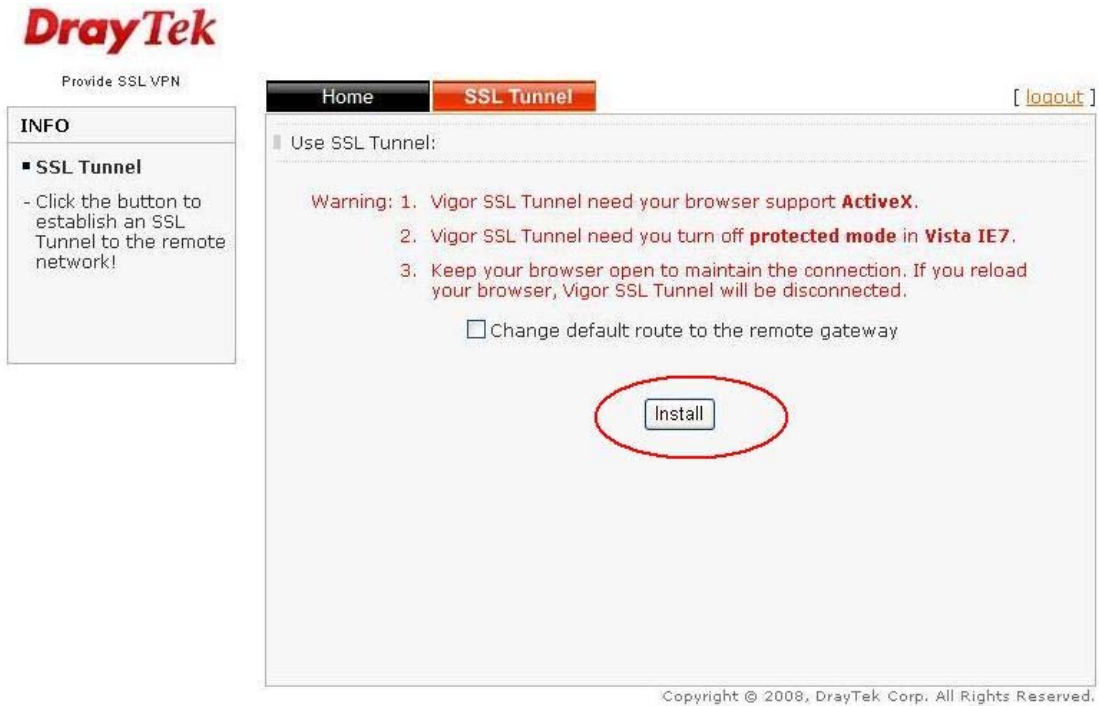 DrayTek
Provide SSL VPN
INFO
SSL Tunnel
- Click the button to
establish an SSL
Tunnel to the remote
network!
Home
SSL Tunnel
[ logout ]
Use SSL Tunnel:
Warning: 1. Vigor SSL Tunnel need your browser support ActiveX.
2. Vigor SSL Tunnel need you turn off protected mode in Vista IE7.
3. Keep your browser open to maintain the connection. If you reload
your browser, Vigor SSL Tunnel will be disconnected.
Change default route to the remote gateway
Install
Copyright © 2008, DrayTek Corp. All Rights Reserved.